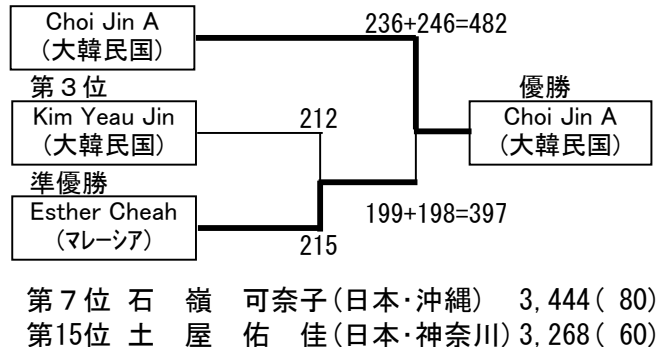 Choi Jin A
(大韓民国)
236+246=482
第3位
Kim Yeau Jin
(大韓民国)
212
優勝
Choi Jin A
(大韓民国)
準優勝
Esther Cheah
(マレーシア)
215
199+198=397
第7位 石 嶺 可奈子(日本・沖縄) 3,444( 80)
第15位 土 屋 佑 佳(日本・神奈川) 3,268( 60)